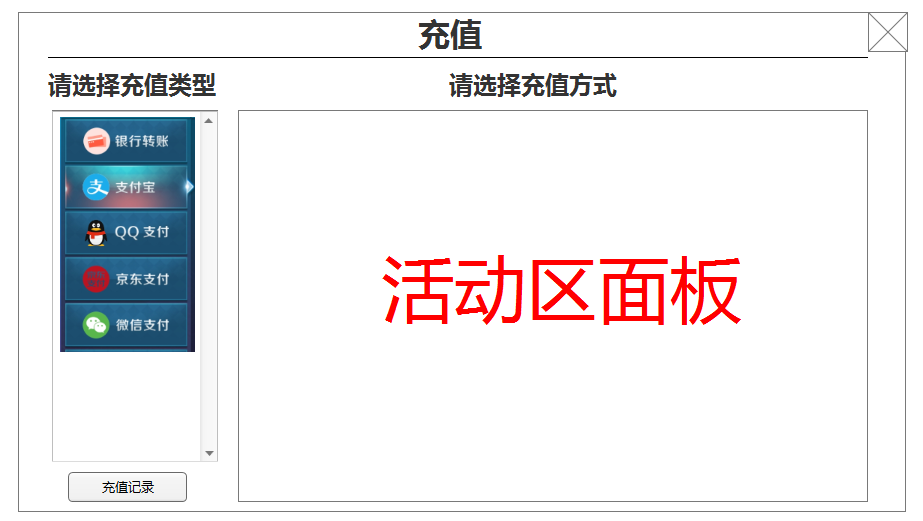 充值
请选择充值类型
请选择充值方式
银行转账
支付宝
QQ 支付
京东支付
微信支付
活动区面板
充值记录